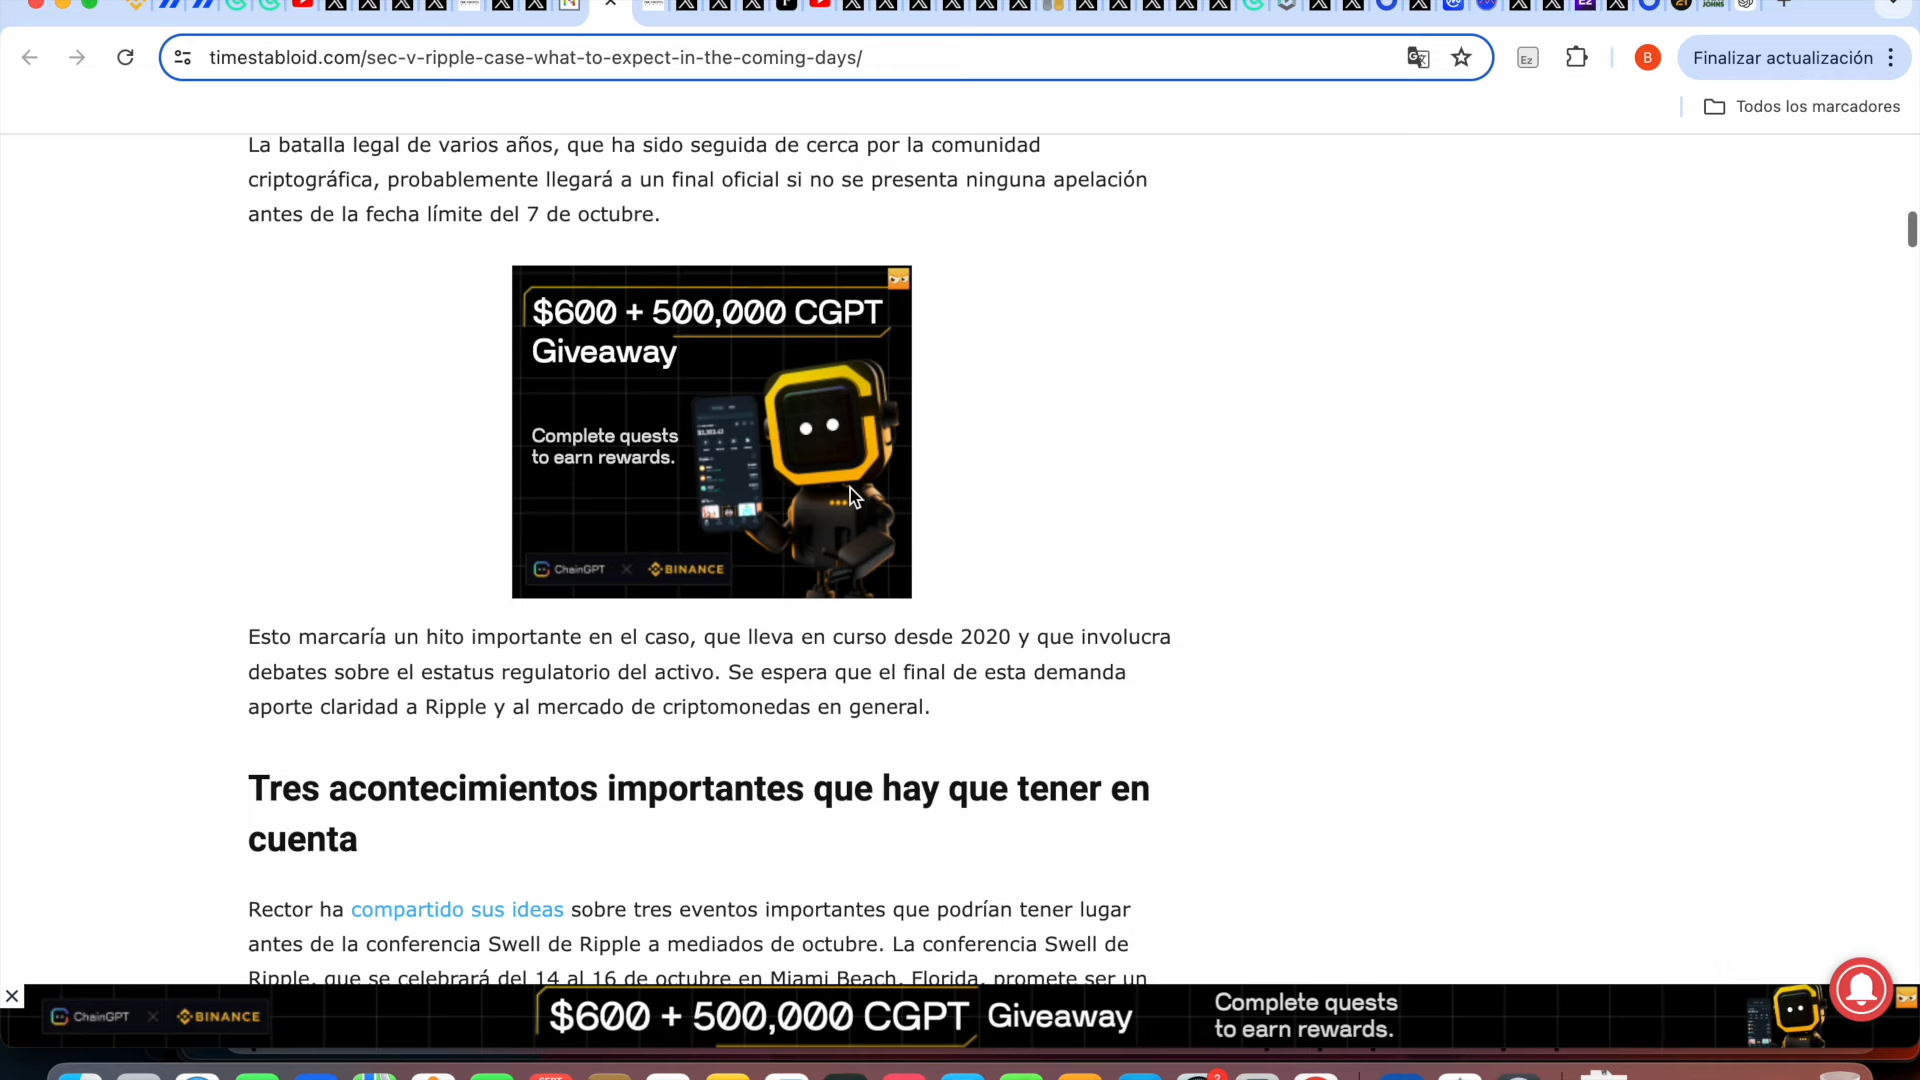 timestabloid.com/sec-v-ripple-case-what-to-expect-in-the-coming-days/
Ez
B
Finalizar actualización
Todos los marcadores
La batalla legal de varios años, que ha sido seguida de cerca por la comunidad
criptográfica, probablemente llegará a un final oficial si no se presenta ninguna apelación
antes de la fecha límite del 7 de octubre.
$600 + 500,000 CGPT
Giveaway
Complete quests
to earn rewards.
ChainGPT X BINANCE
Esto marcaría un hito importante en el caso, que lleva en curso desde 2020 y que involucra
debates sobre el estatus regulatorio del activo. Se espera que el final de esta demanda
aporte claridad a Ripple y al mercado de criptomonedas en general.
Tres acontecimientos importantes que hay que tener en
cuenta
Rector ha compartido sus ideas sobre tres eventos importantes que podrían tener lugar
antes de la conferencia Swell de Ripple a mediados de octubre. La conferencia Swell de
Ripple, que se celebrará del 14 al 16 de octubre en Miami Beach, Florida, promete ser un
ChainGPT X BINANCE
$600 + 500,000 CGPT Giveaway
Complete quests
to earn rewards.
SEPT
2